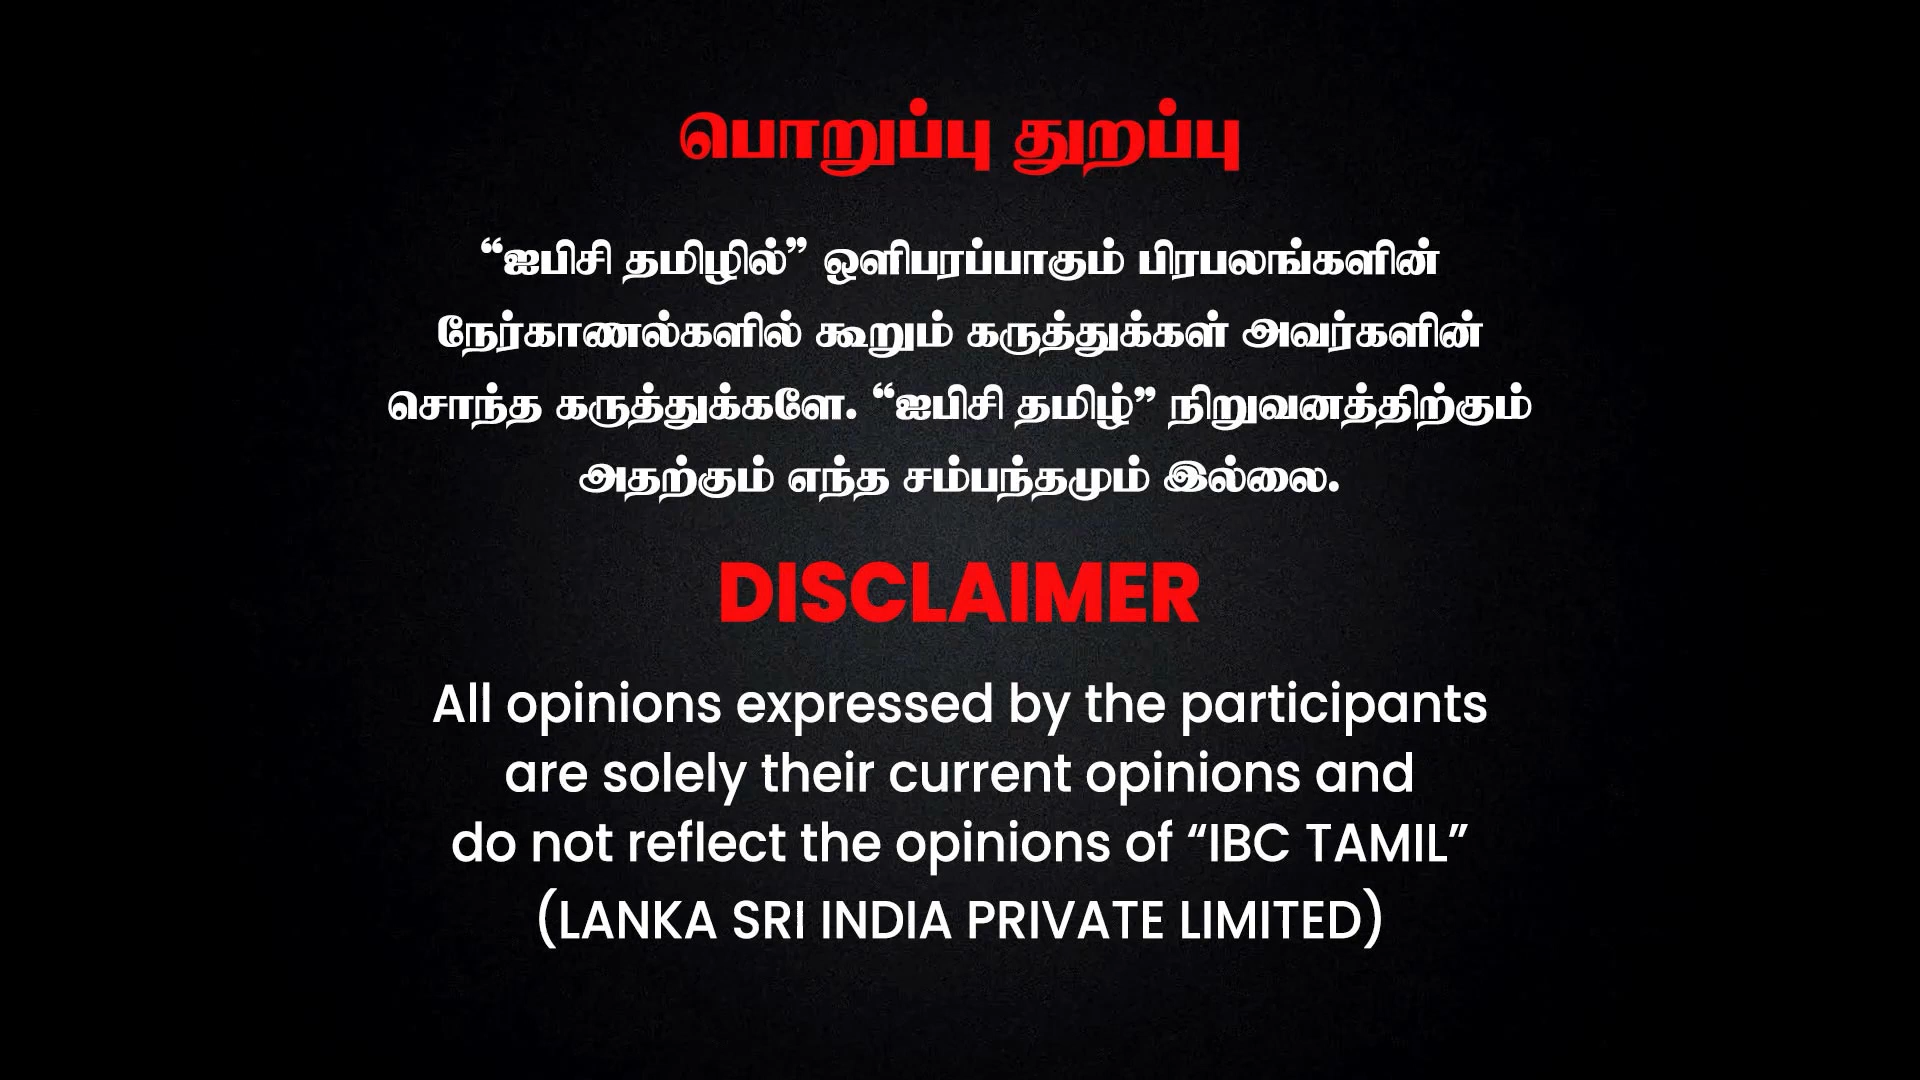 பொறுப்பு துறப்பு
“ஐபிசி தமிழில்” ஒளிபரப்பாகும் பிரபலங்களின்
நேர்காணல்களில் கூறும் கருத்துக்கள் அவர்களின்
சொந்த கருத்துக்களே. “ஐபிசி தமிழ்” நிறுவனத்திற்கும்
அதற்கும் எந்த சம்பந்தமும் இல்லை.
DISCLAIMER
All opinions expressed by the participants
are solely their current opinions and
do not reflect the opinions of “IBC TAMIL”
(LANKA SRI INDIA PRIVATE LIMITED)